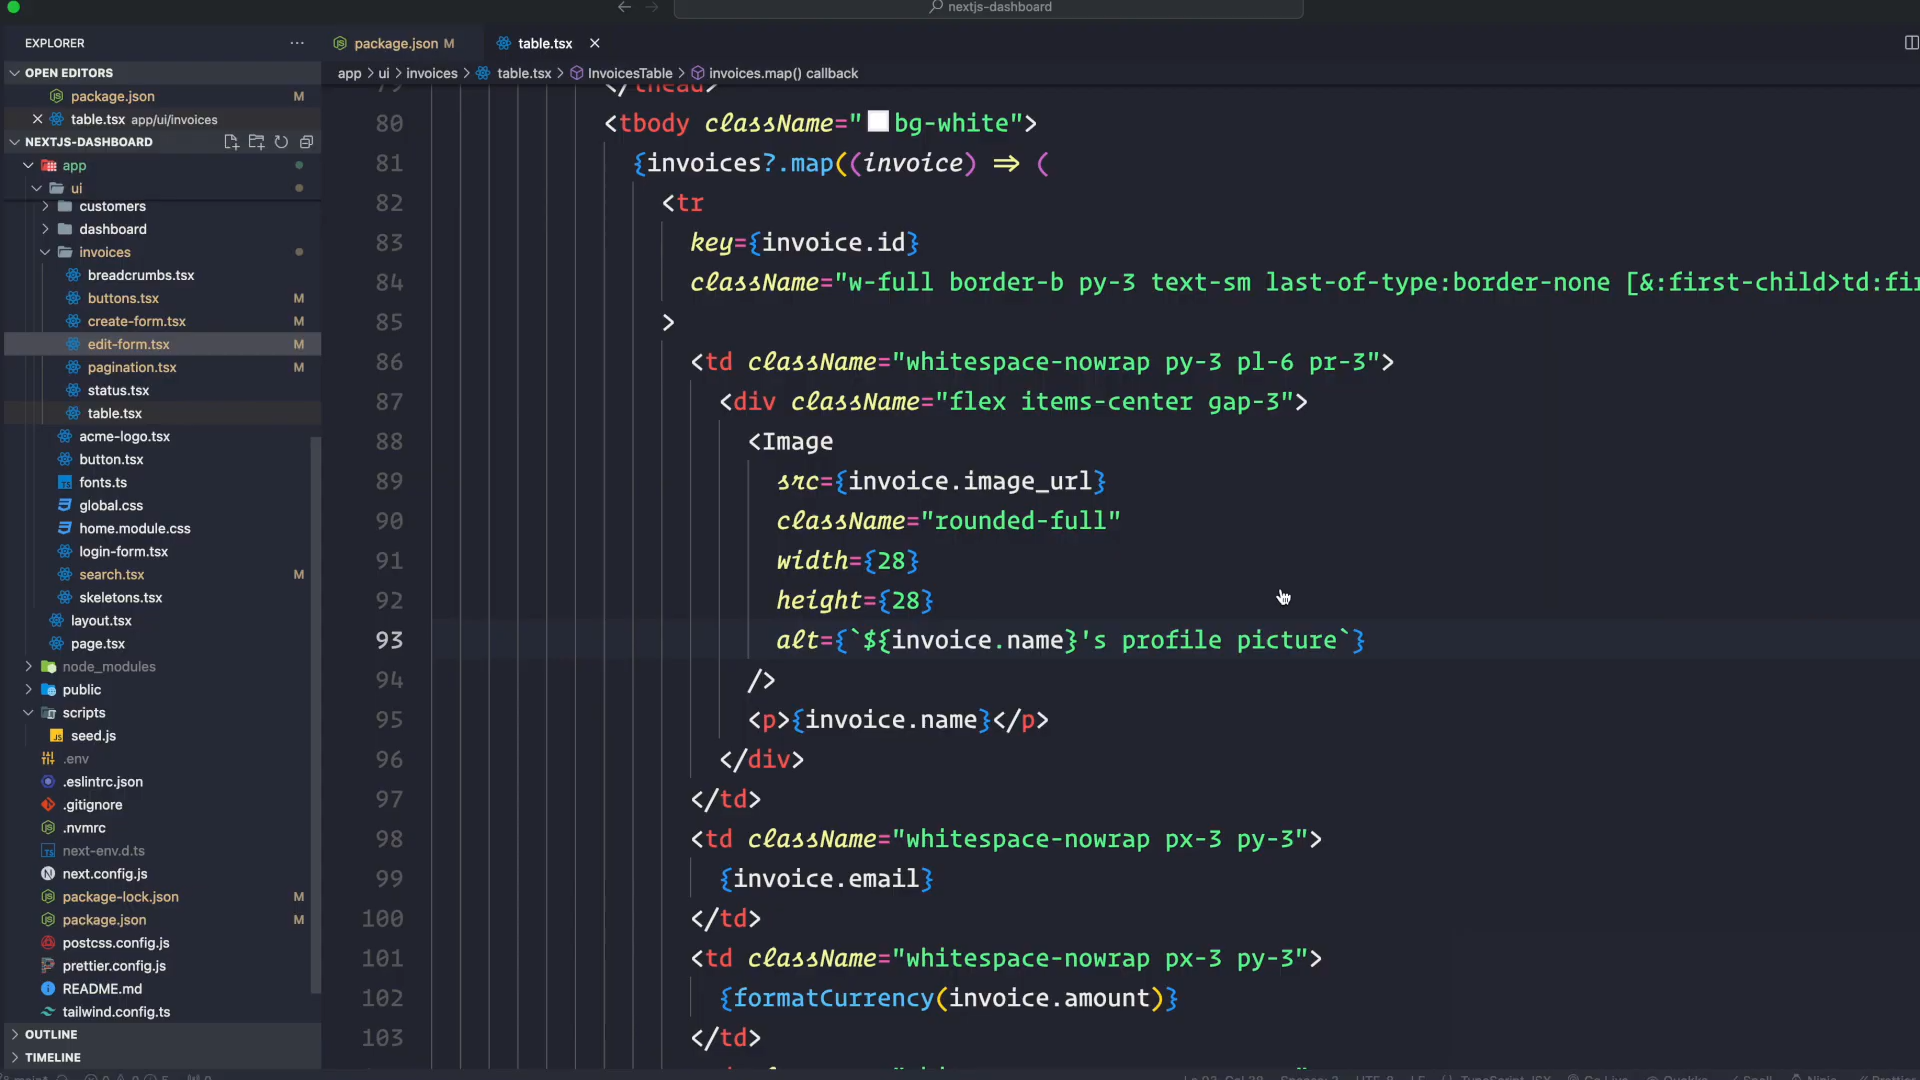 nextjs-dashboard
EXPLORER
OPEN EDITORS
package.json M
table.tsx app/ui/invoices
NEXTJS-DASHBOARD
app
ui
customers
dashboard
invoices
breadcrumbs.tsx
buttons.tsx M
create-form.tsx M
edit-form.tsx M
pagination.tsx M
status.tsx
table.tsx
acme-logo.tsx
button.tsx
fonts.ts
global.css
home.module.css
login-form.tsx
search.tsx M
skeletons.tsx
layout.tsx
page.tsx
node_modules
public
scripts
seed.js
.env
.eslintrc.json
.gitignore
.nvmrc
next-env.d.ts
next.config.js
package-lock.json M
package.json M
postcss.config.js
prettier.config.js
README.md
tailwind.config.ts
OUTLINE
TIMELINE
package.json M
table.tsx
app > ui > invoices > table.tsx > InvoicesTable > invoices.map() callback
79 </thead>
80 <tbody className="bg-white">
81 {invoices?.map((invoice) => (
82 <tr
83 key={invoice.id}
84 className="w-full border-b py-3 text-sm last-of-type:border-none [&:first-child>td:fir
85 >
86 <td className="whitespace-nowrap py-3 pl-6 pr-3">
87 <div className="flex items-center gap-3">
88 <Image
89 src={invoice.image_url}
90 className="rounded-full"
91 width={28}
92 height={28}
93 alt={`${invoice.name}'s profile picture`}
94 />
95 <p>{invoice.name}</p>
96 </div>
97 </td>
98 <td className="whitespace-nowrap px-3 py-3">
99 {invoice.email}
100 </td>
101 <td className="whitespace-nowrap px-3 py-3">
102 {formatCurrency(invoice.amount)}
103 </td>